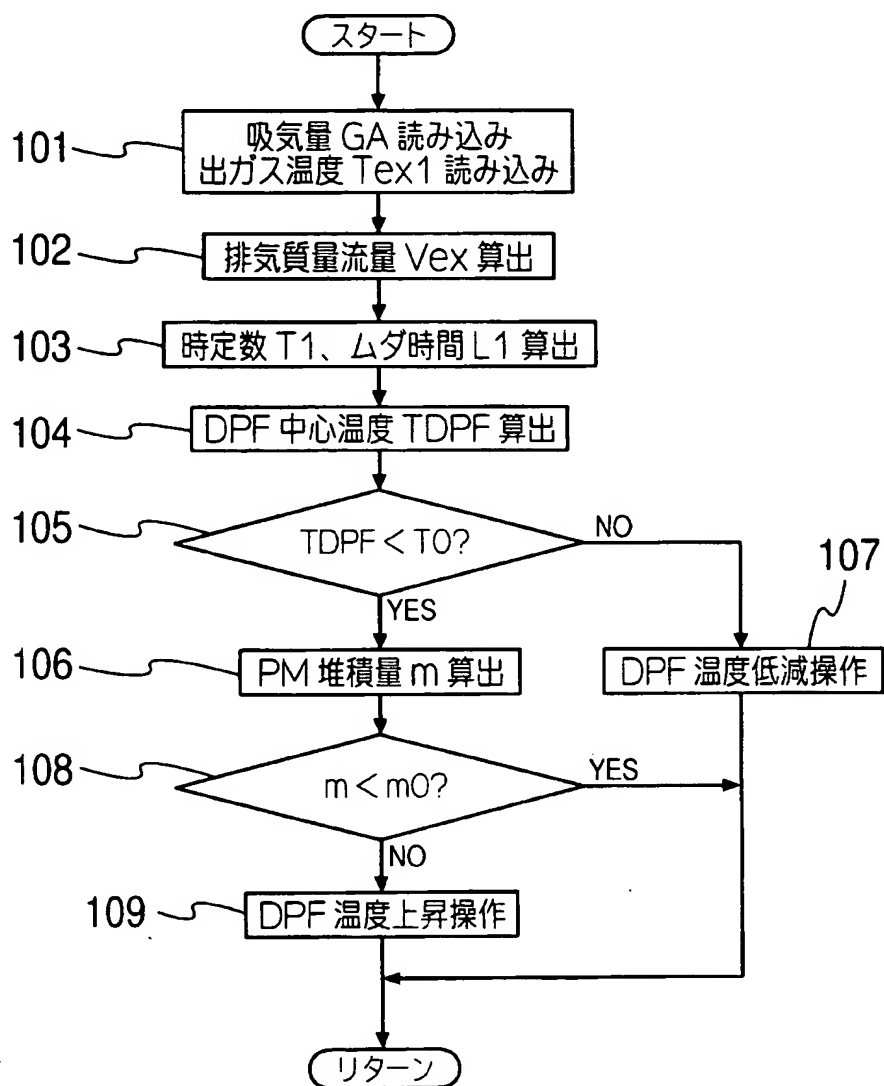 スタート
101
吸気量 GA 読み込み
出ガス温度 Tex1 読み込み
102
排気質量流量 Vex 算出
103
時定数 T1、ムダ時間 L1 算出
104
DPF 中心温度 TDPF 算出
105
TDPF < T0?
NO
YES
107
106
PM 堆積量 m 算出
DPF 温度低減操作
108
m < m0?
YES
NO
109
DPF 温度上昇操作
リターン